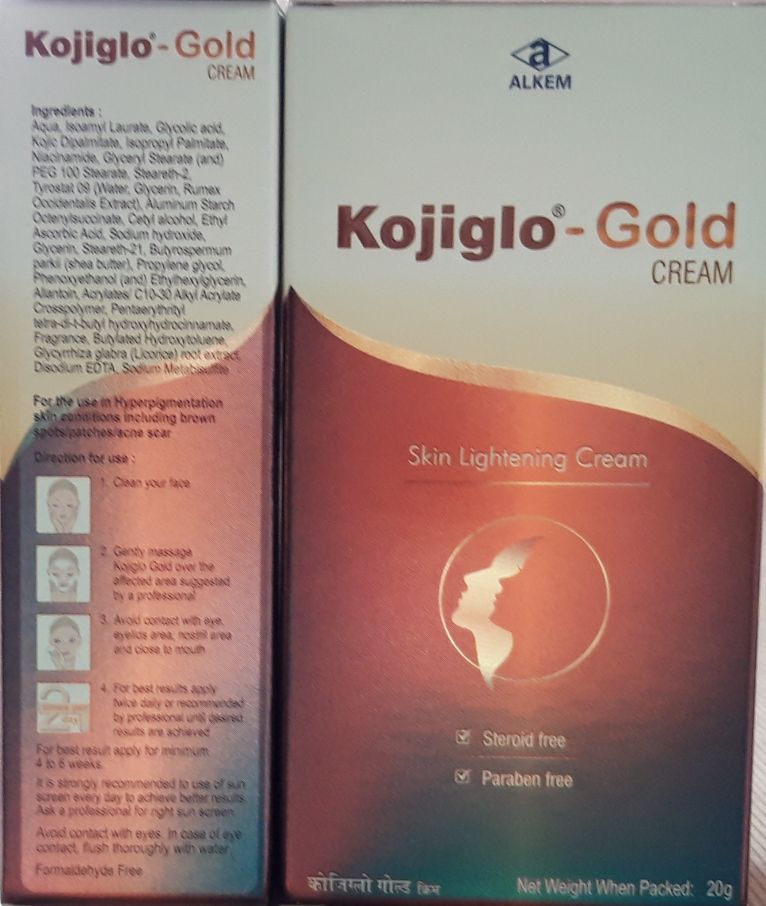 Kojiglo®-Gold
CREAM
Ingredients :
Aqua, Isoamyl Laurate, Glycolic acid,
Kojic Dipalmitate, Isopropyl Palmitate,
Niacinamide, Glyceryl Stearate (and)
PEG 100 Stearate, Steareth-2,
Tyrostat 09 (Water, Glycerin, Rumex
Occidentalis Extract), Aluminum Starch
Octenylsuccinate, Cetyl alcohol, Ethyl
Ascorbic Acid, Sodium hydroxide,
Glycerin, Steareth-21, Butyrospermum
parkii (shea butter), Propylene glycol,
Phenoxyethanol (and) Ethylhexylglycerin,
Allantoin, Acrylates/ C10-30 Alkyl Acrylate
Crosspolymer, Pentaerythrityl
tetra-di-t-butyl hydroxyhydrocinnamate,
Fragrance, Butylated Hydroxytoluene,
Glycyrrhiza glabra (Licorice) root extract,
Disodium EDTA, Sodium Metabisulfite
For the use in Hyperpigmentation
skin conditions including brown
spots/patches/acne scar
Direction for use :
1. Clean your face
2. Gently massage
Kojiglo Gold over the
affected area suggested
by a professional
3. Avoid contact with eye,
eyelids area, nostril area
and close to mouth
2 times per
day
4. For best results apply
twice daily or recommended
by professional until desired
results are achieved
For best result apply for minimum
4 to 6 weeks.
It is strongly recommended to use of sun
screen every day to achieve better results.
Ask a professional for right sun screen
Avoid contact with eyes. In case of eye
contact, flush thoroughly with water.
Formaldehyde Free
a
ALKEM
Kojiglo®-Gold
CREAM
Skin Lightening Cream
Steroid free
Paraben free
कोजिग्लो गोल्ड क्रिम
Net Weight When Packed: 20g